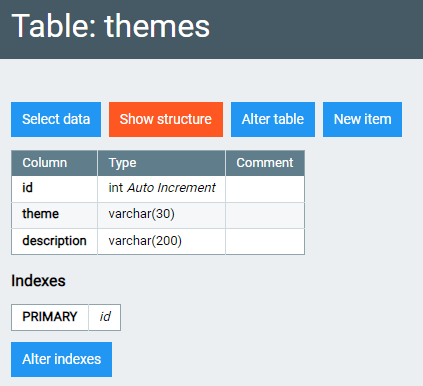 Table: themes
Select data Show structure Alter table New item
Column Type Comment
id int Auto Increment
theme varchar(30)
description varchar(200)
Indexes
PRIMARY id
Alter indexes